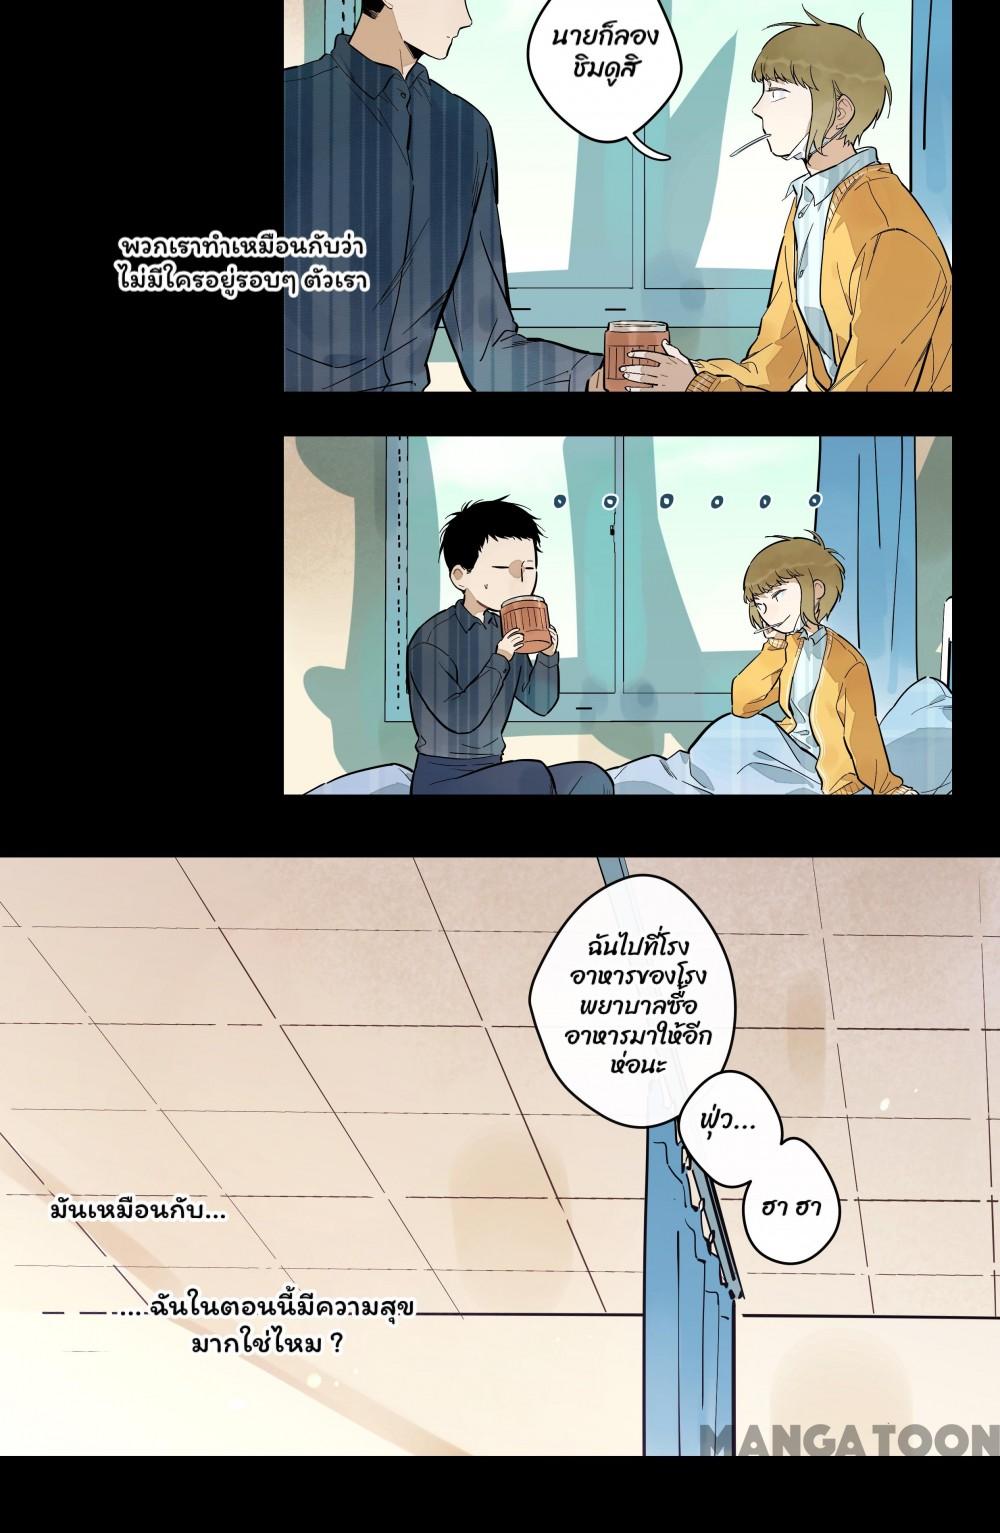 นายก็ลอง
ชิมดูสิ
พวกเราทำเหมือนกับว่า
ไม่มีใครอยู่รอบๆ ตัวเรา
ฉันไปที่โรง
อาหารของโรง
พยาบาลซื้อ
อาหารมาให้อีก
ห่อนะ
ฟุ่ว...
ฮา ฮา
มันเหมือนกับ...
....ฉันในตอนนี้มีความสุข
มากใช่ไหม ?
MANGATOON